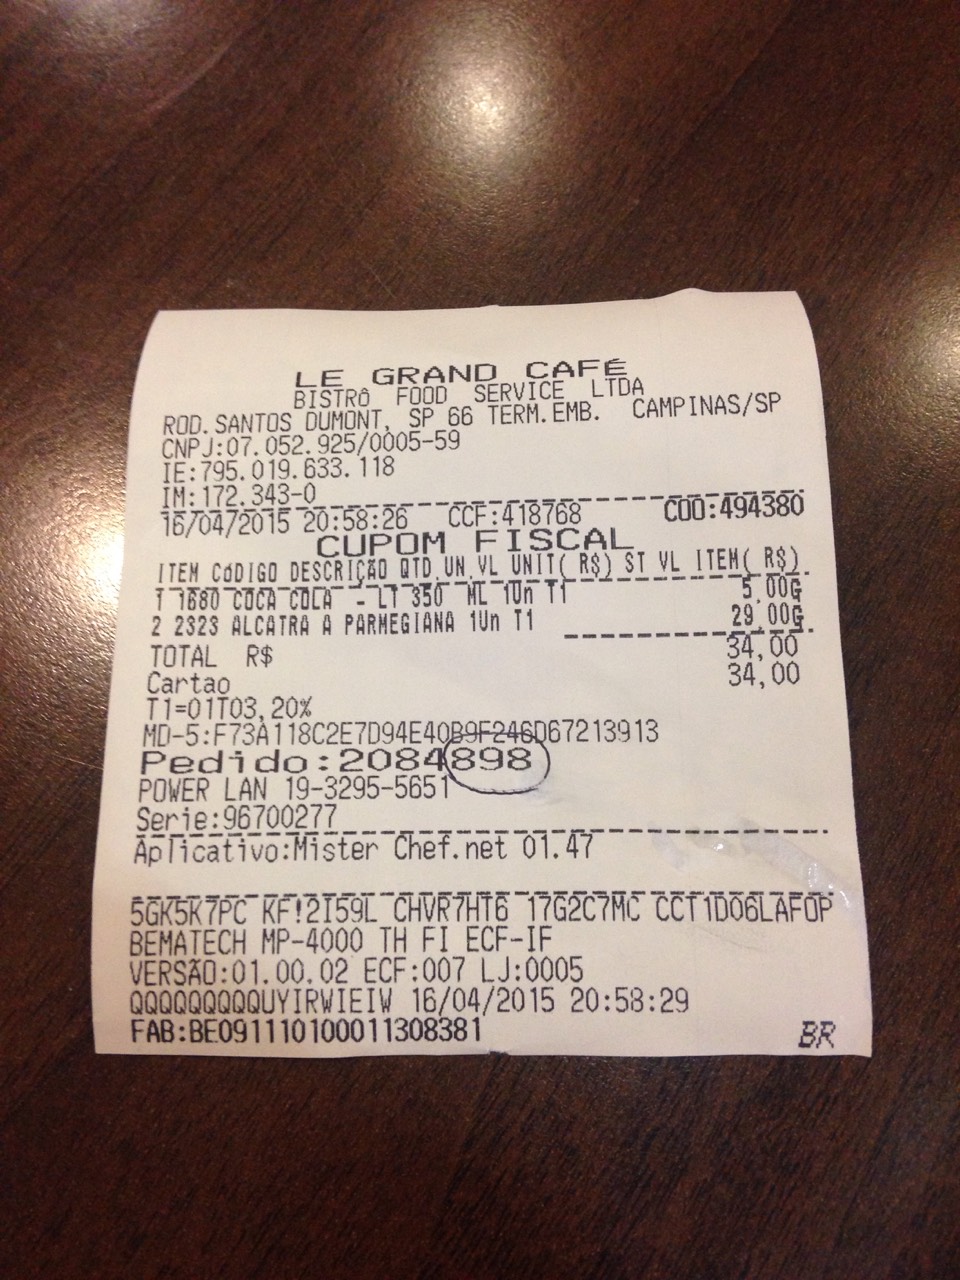 LE GRAND CAFÉ
BISTRÔ FOOD SERVICE LTDA
ROD.SANTOS DUMONT, SP 66 TERM.EMB. CAMPINAS/SP
CNPJ:07.052.925/0005-59
IE:795.019.633.118
IM:172.343-0
16/04/2015 20:58:26 CCF:418768 COO:494380
CUPOM FISCAL
ITEM CÓDIGO DESCRIÇÃO QTD.UN.VL UNIT( R$) ST VL ITEM( R$)
1 1680 COCA COLA - LT 350 ML 1Un T1 5,00G
2 2323 ALCATRA A PARMEGIANA 1Un T1 29,00G
TOTAL R$ 34,00
Cartao 34,00
T1=01T03,20%
MD-5:F73A118C2E7D94E40B9F246D67213913
Pedido:2084898
POWER LAN 19-3295-5651
Serie:96700277
Aplicativo:Mister Chef.net 01.47
5GK5K7PC KF!2I59L CHVR7HT6 17G2C7MC CCT1DO6LAFOP
BEMATECH MP-4000 TH FI ECF-IF
VERSÃO:01.00.02 ECF:007 LJ:0005
QQQQQQQQQUYIRWIEIW 16/04/2015 20:58:29
FAB:BE091110100011308381
BR